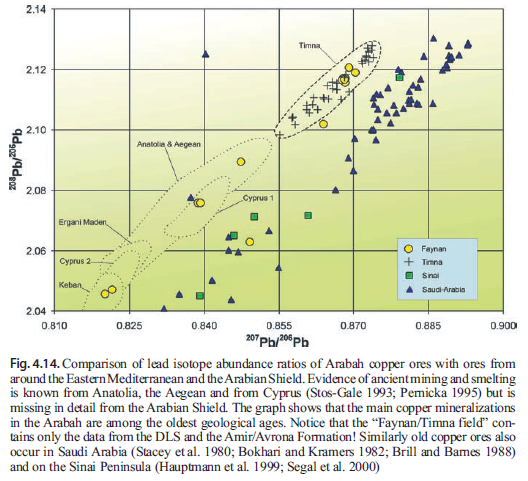 2.14
2.12
2.10
2.08
2.06
2.04
208Pb/206Pb
Timna
Anatolia & Aegean
Cyprus 1
Ergani Maden
Cyprus 2
Keban
Faynan
Timna
Sinai
Saudi-Arabia
0.810 0.825 0.840 0.855 0.870 0.885 0.900
207Pb/206Pb
Fig. 4.14. Comparison of lead isotope abundance ratios of Arabah copper ores with ores from
around the Eastern Mediterranean and the Arabian Shield. Evidence of ancient mining and smelting
is known from Anatolia, the Aegean and from Cyprus (Stos-Gale 1993; Pernicka 1995) but is
missing in detail from the Arabian Shield. The graph shows that the main copper mineralizations
in the Arabah are among the oldest geological ages. Notice that the “Faynan/Timna field” con-
tains only the data from the DLS and the Amir/Avrona Formation! Similarly old copper ores also
occur in Saudi Arabia (Stacey et al. 1980; Bokhari and Kramers 1982; Brill and Barnes 1988)
and on the Sinai Peninsula (Hauptmann et al. 1999; Segal et al. 2000)